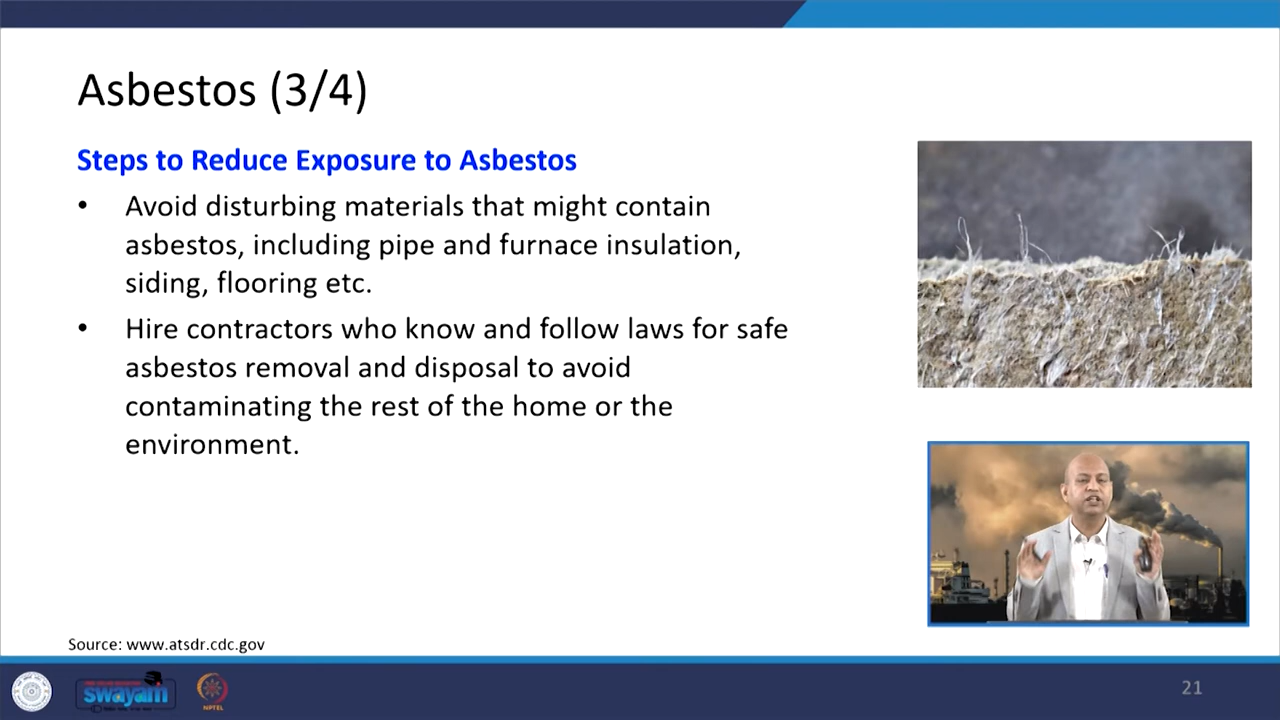 Asbestos (3/4)
Steps to Reduce Exposure to Asbestos
• Avoid disturbing materials that might contain
asbestos, including pipe and furnace insulation,
siding, flooring etc.
• Hire contractors who know and follow laws for safe
asbestos removal and disposal to avoid
contaminating the rest of the home or the
environment.
Source: www.atsdr.cdc.gov
swayam
NPTEL
21